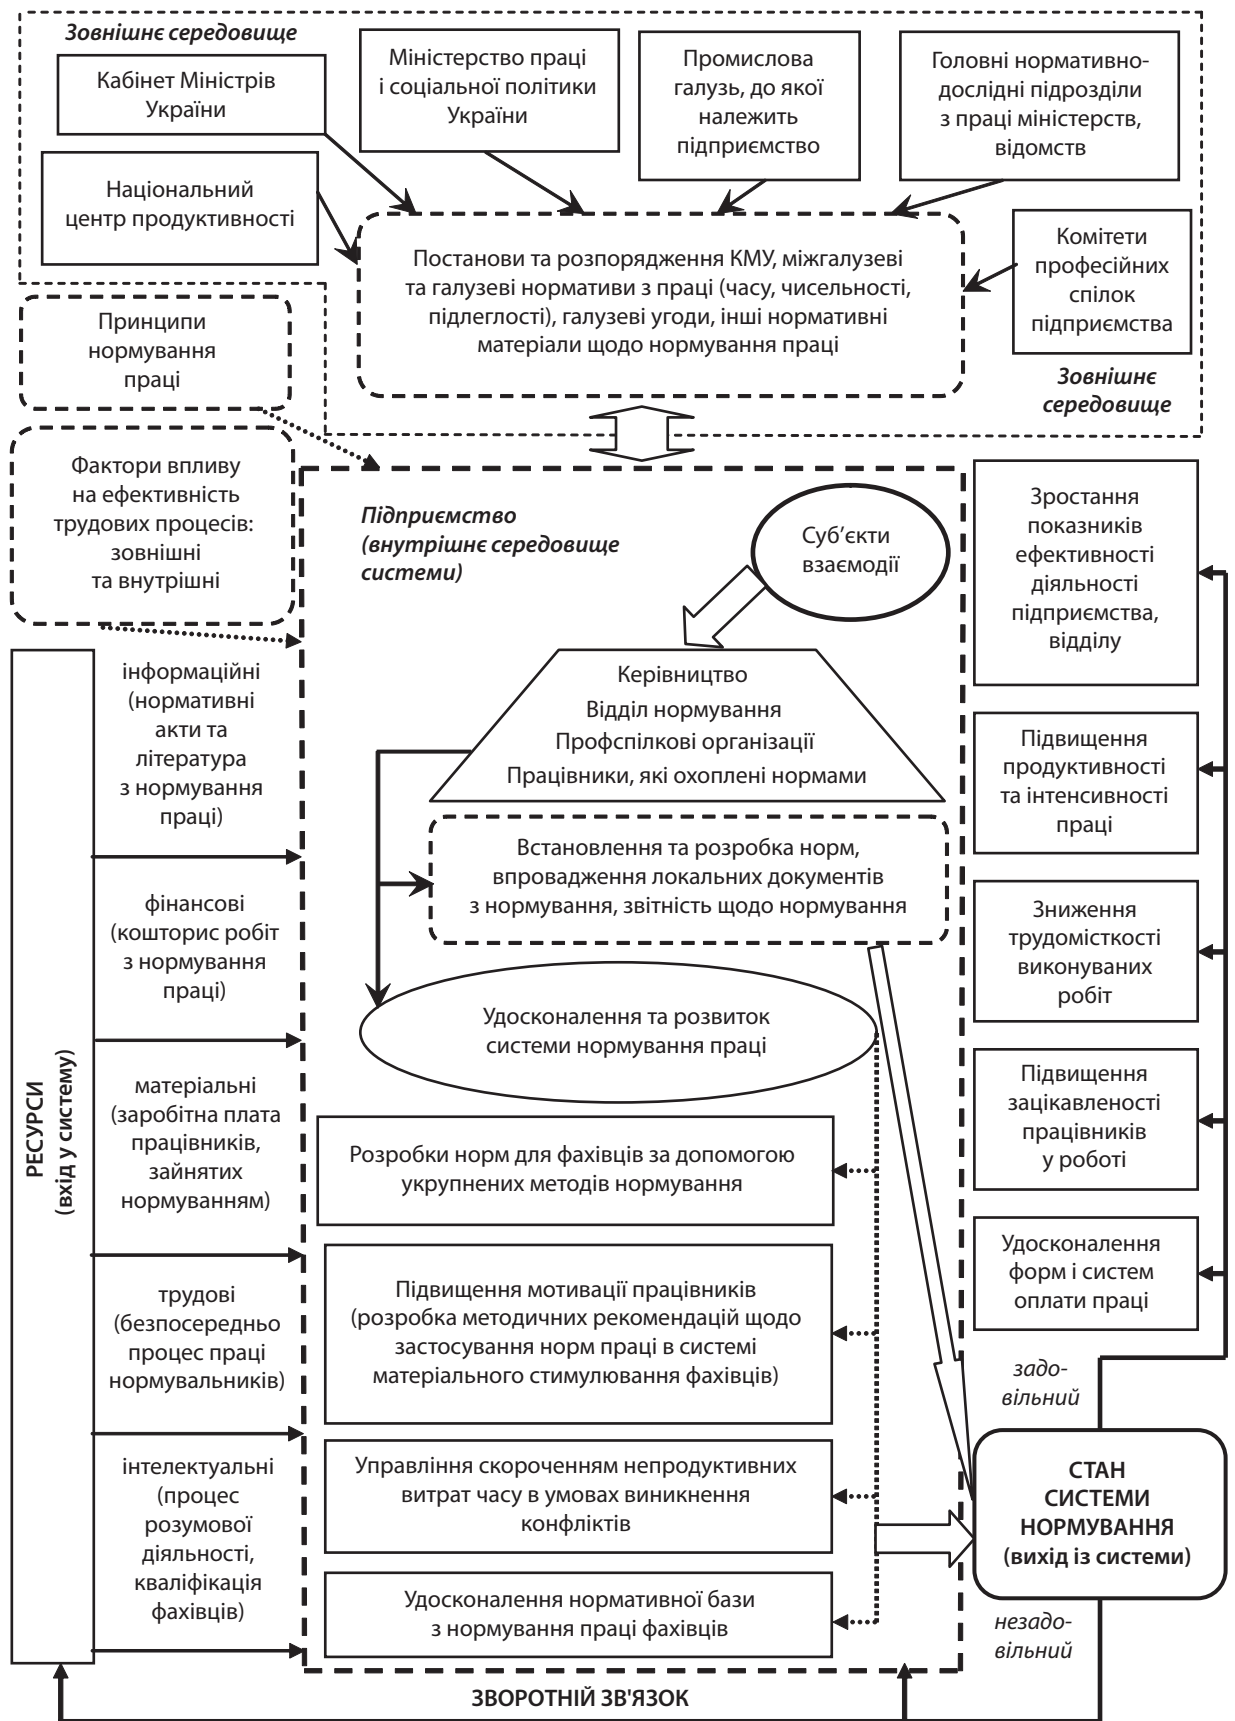 Зовнішнє середовище
Кабінет Міністрів
України
Міністерство праці
і соціальної політики
України
Промислова
галузь, до якої
належить
підприємство
Головні нормативно-
дослідні підрозділи
з праці міністерств,
відомств
Національний
центр продуктивності
Постанови та розпорядження КМУ, міжгалузеві
та галузеві нормативи з праці (часу, чисельності,
підлеглості), галузеві угоди, інші нормативні
матеріали щодо нормування праці
Комітети
професійних
спілок
підприємства
Зовнішнє
середовище
Принципи
нормування
праці
Фактори впливу
на ефективність
трудових процесів:
зовнішні
та внутрішні
Підприємство
(внутрішнє середовище
системи)
Суб’єкти
взаємодії
Керівництво
Відділ нормування
Профспілкові організації
Працівники, які охоплені нормами
Встановлення та розробка норм,
впровадження локальних документів
з нормування, звітність щодо нормування
Удосконалення та розвиток
системи нормування праці
Розробки норм для фахівців за допомогою
укрупнених методів нормування
Підвищення мотивації працівників
(розробка методичних рекомендацій щодо
застосування норм праці в системі
матеріального стимулювання фахівців)
Управління скороченням непродуктивних
витрат часу в умовах виникнення
конфліктів
Удосконалення нормативної бази
з нормування праці фахівців
РЕСУРСИ
(вхід у систему)
інформаційні
(нормативні
акти та
література
з нормування
праці)
фінансові
(кошторис робіт
з нормування
праці)
матеріальні
(заробітна плата
працівників,
зайнятих
нормуванням)
трудові
(безпосередньо
процес праці
нормувальників)
інтелектуальні
(процес
розумової
діяльності,
кваліфікація
фахівців)
Зростання
показників
ефективності
діяльності
підприємства,
відділу
Підвищення
продуктивності
та інтенсивності
праці
Зниження
трудомісткості
виконуваних
робіт
Підвищення
зацікавленості
працівників
у роботі
Удосконалення
форм і систем
оплати праці
задо-
вільний
СТАН
СИСТЕМИ
НОРМУВАННЯ
(вихід із системи)
незадо-
вільний
ЗВОРОТНІЙ ЗВ'ЯЗОК